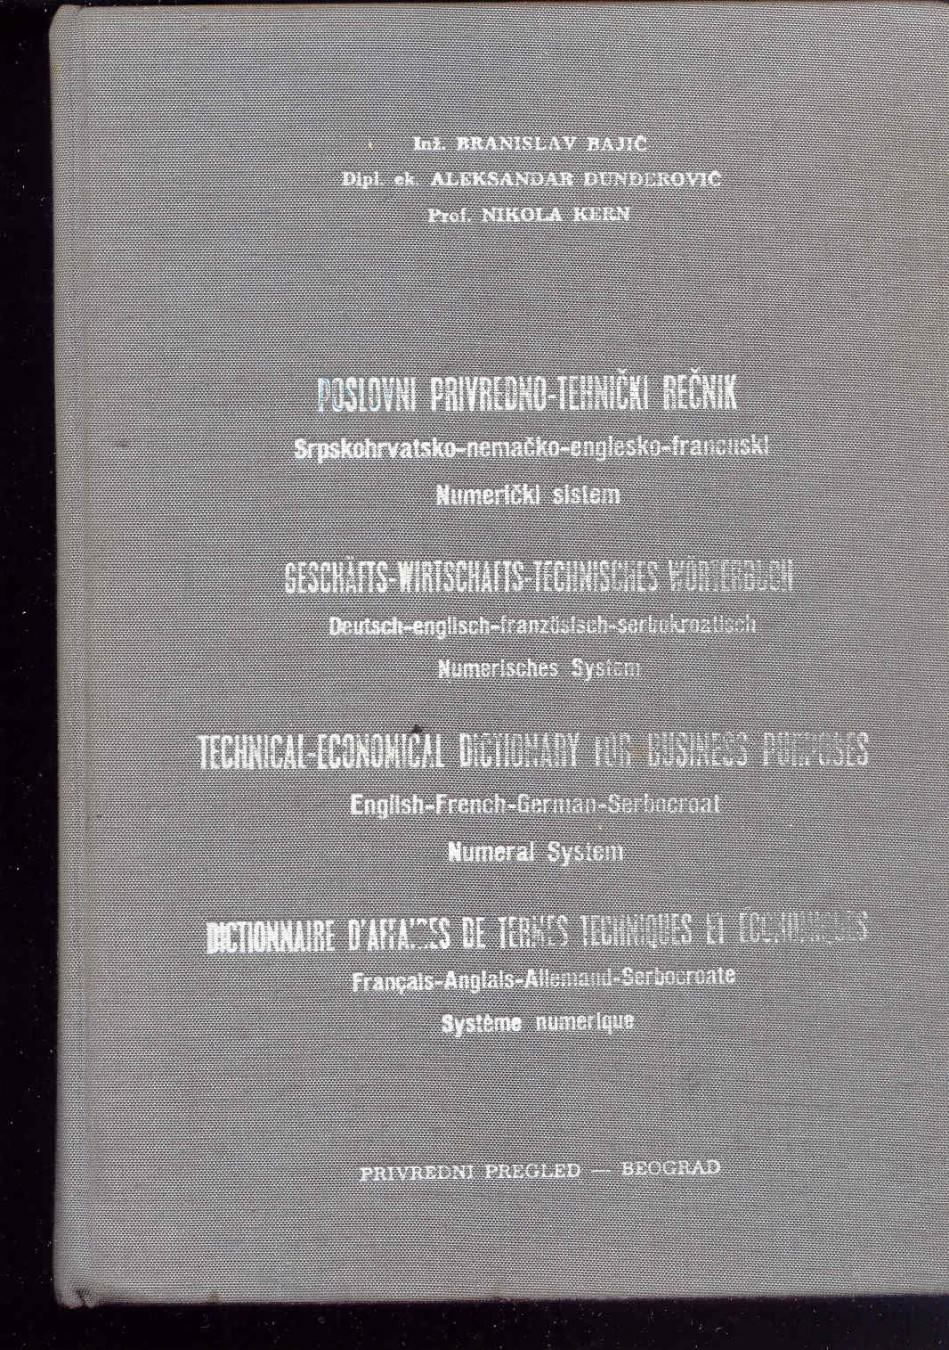 Inž. BRANISLAV BAJIĆ
Dipl. ek. ALEKSANDAR DUNĐEROVIĆ
Prof. NIKOLA KERN
POSLOVNI PRIVREDNO-TEHNIČKI REČNIK
Srpskohrvatsko-nemačko-englesko-francuski
Numerički sistem
GESCHÄFTS-WIRTSCHAFTS-TECHNISCHES WÖRTERBUCH
Deutsch-englisch-französisch-serbokroatisch
Numerisches System
TECHNICAL-ECONOMICAL DICTIONARY FOR BUSINESS PURPOSES
English-French-German-Serbocroat
Numeral System
DICTIONNAIRE D'AFFAIRES DE TERMES TECHNIQUES ET ÉCONOMIQUES
Français-Anglais-Allemand-Serbocroate
Système numerique
PRIVREDNI PREGLED — BEOGRAD